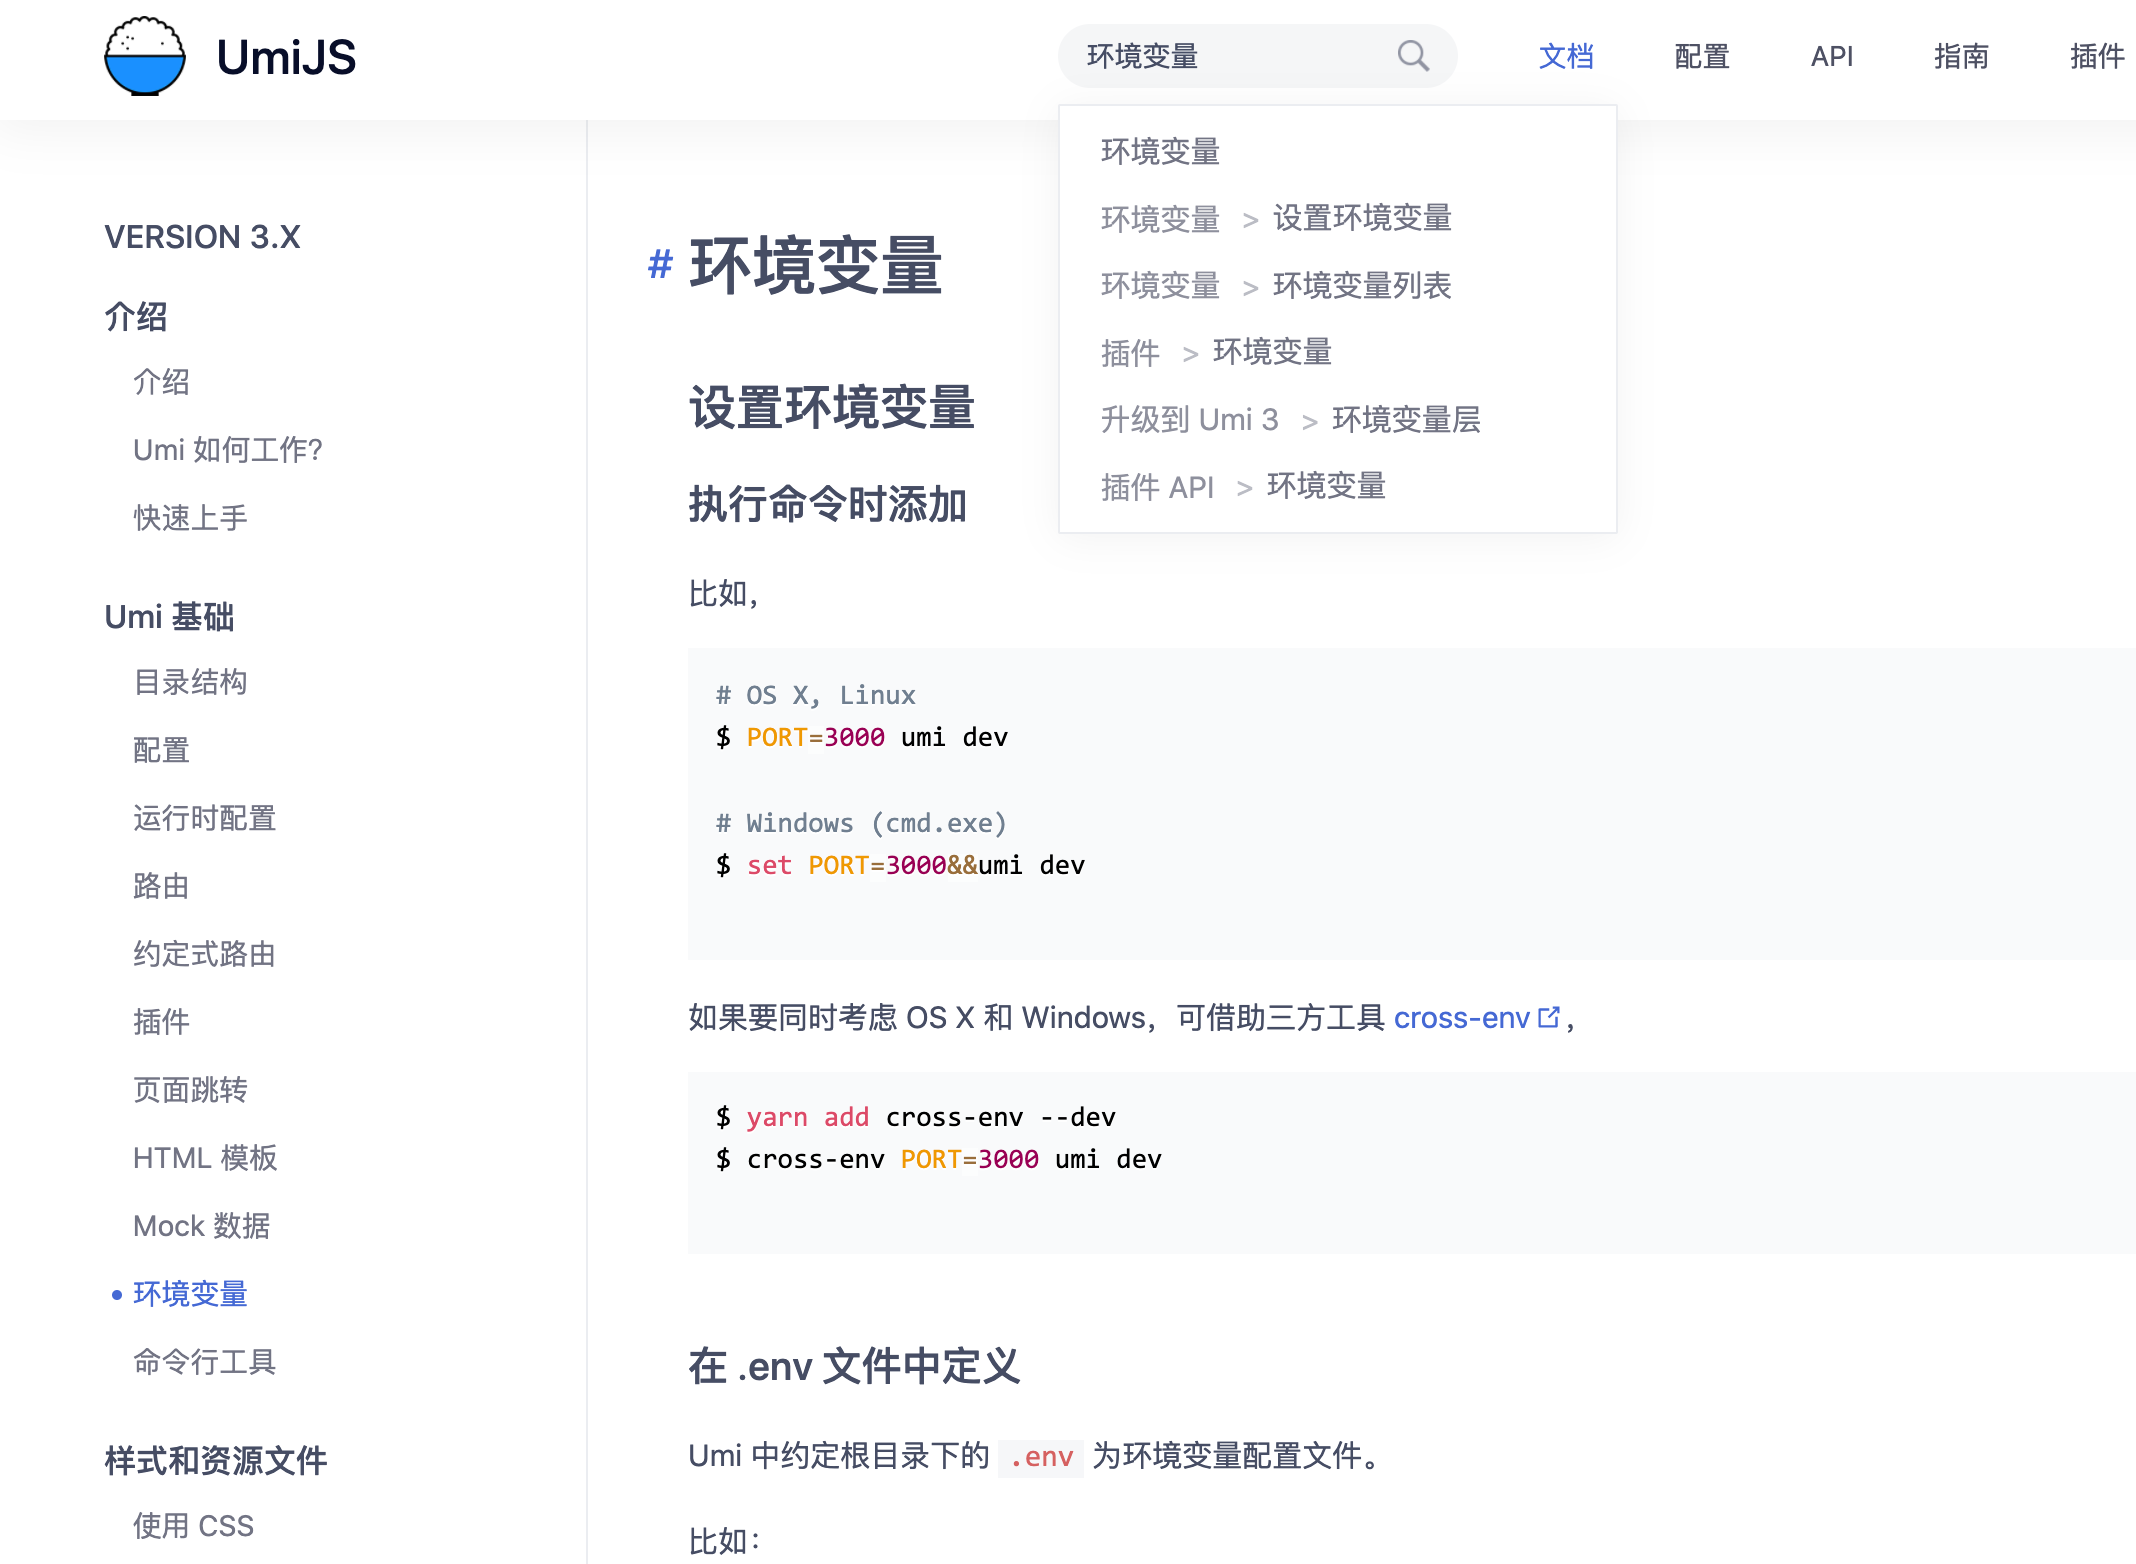 UmiJS
环境变量
文档
配置
API
指南
插件
环境变量
环境变量 > 设置环境变量
环境变量 > 环境变量列表
插件 > 环境变量
升级到 Umi 3 > 环境变量层
插件 API > 环境变量
VERSION 3.X
介绍
介绍
Umi 如何工作?
快速上手
Umi 基础
目录结构
配置
运行时配置
路由
约定式路由
插件
页面跳转
HTML 模板
Mock 数据
• 环境变量
命令行工具
样式和资源文件
使用 CSS
# 环境变量
设置环境变量
执行命令时添加
比如，
# OS X, Linux
$ PORT=3000 umi dev
# Windows (cmd.exe)
$ set PORT=3000&&umi dev
如果要同时考虑 OS X 和 Windows，可借助三方工具 cross-env，
$ yarn add cross-env --dev
$ cross-env PORT=3000 umi dev
在 .env 文件中定义
Umi 中约定根目录下的 .env 为环境变量配置文件。
比如：